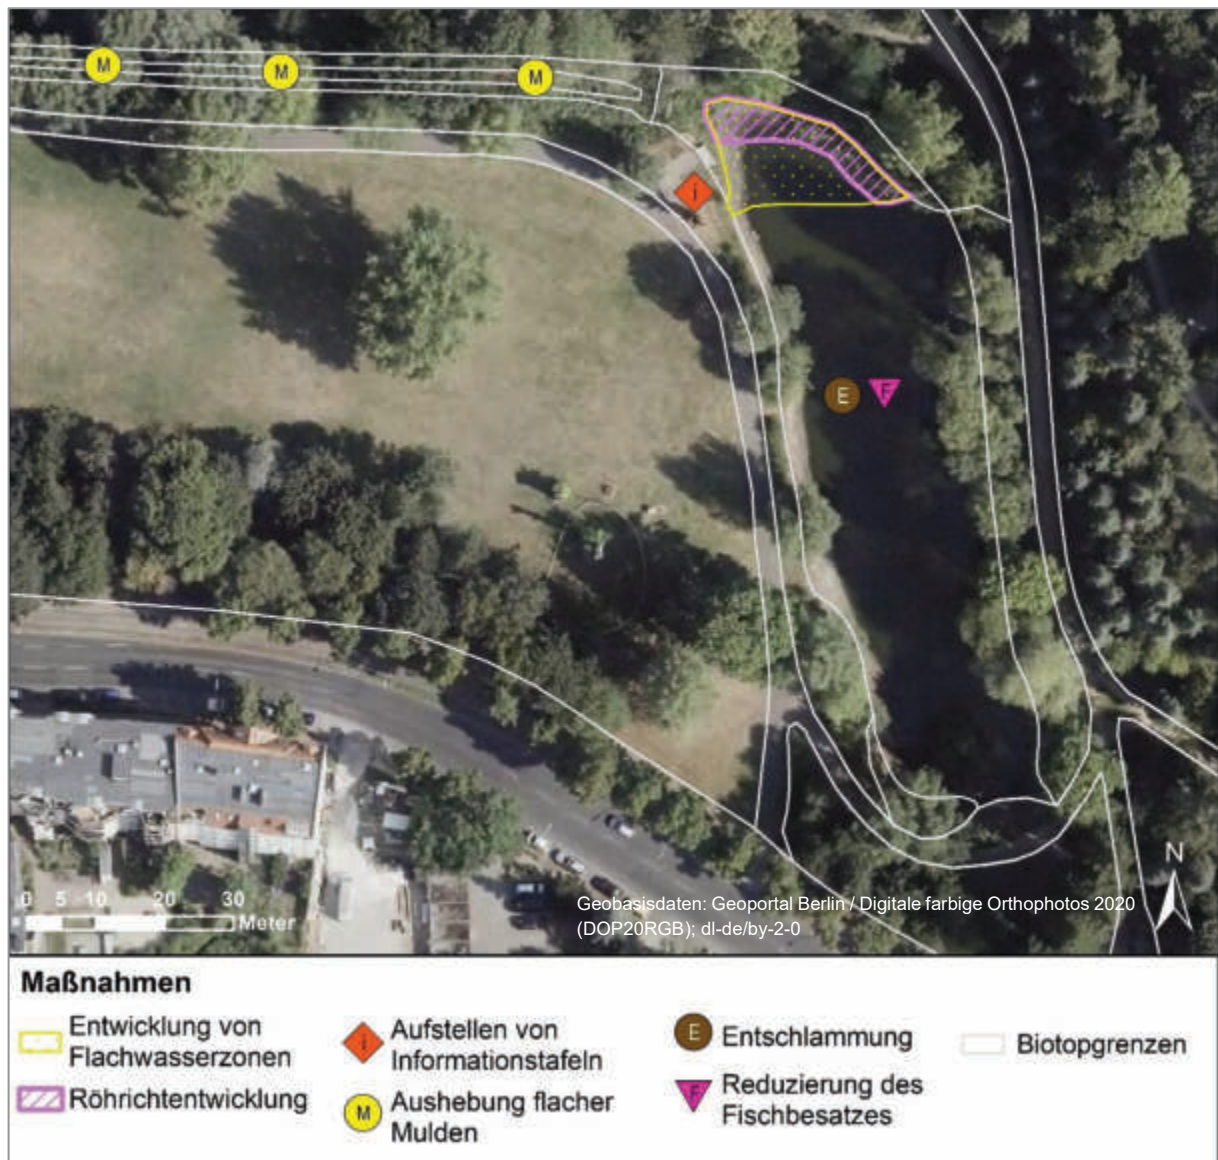 M
M
M
i
E
F
N
0 5 10 20 30
Meter
Geobasisdaten: Geoportal Berlin / Digitale farbige Orthophotos 2020
(DOP20RGB); dl-de/by-2-0
Maßnahmen
Entwicklung von
Flachwasserzonen
Röhrichtentwicklung
i
Aufstellen von
Informationstafeln
M
Aushebung flacher
Mulden
E
Entschlammung
F
Reduzierung des
Fischbesatzes
Biotopgrenzen